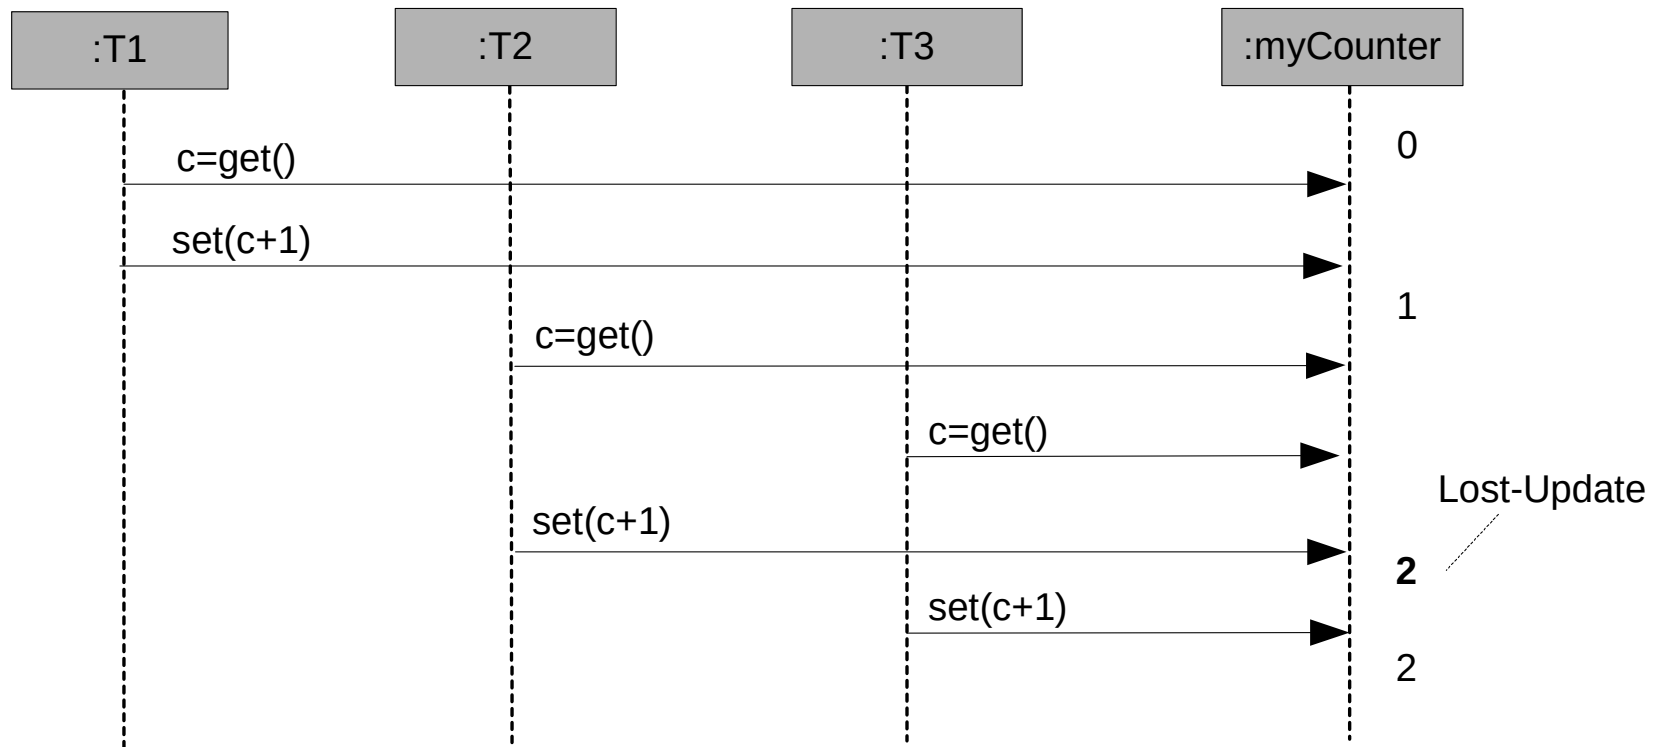 :T1
:T2
:T3
:myCounter
0
c=get()
set(c+1)
1
c=get()
c=get()
Lost-Update
set(c+1)
2
set(c+1)
2